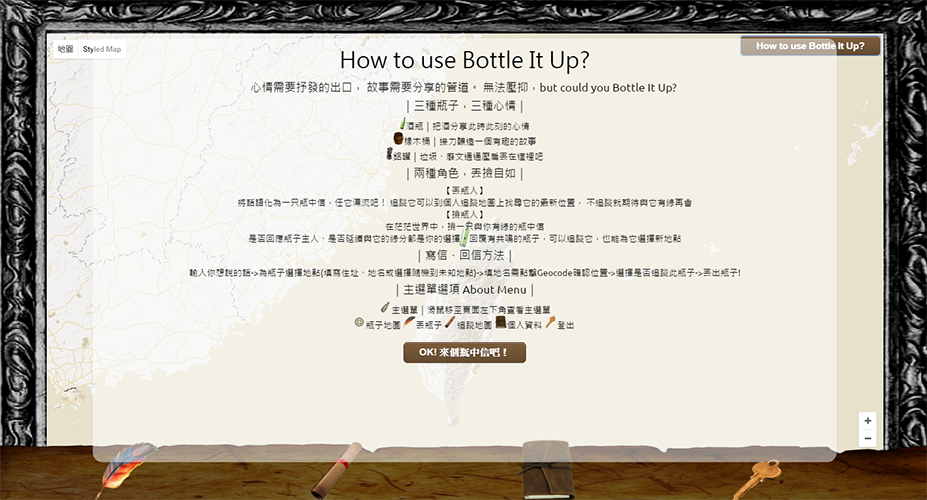 地圖 Styled Map
How to use Bottle It Up?
How to use Bottle It Up?
心情需要抒發的出口， 故事需要分享的管道。 無法壓抑，but could you Bottle It Up?
| 三種瓶子，三種心情 |
酒瓶 | 把酒分享此時此刻的心情
橡木桶 | 接力釀造一個有趣的故事
鋁罐 | 垃圾、廢文通通壓扁丟在這裡吧
| 兩種角色，丟撿自如 |
【丟瓶人】
將話語化為一只瓶中信，任它漂流吧！ 追蹤它可以到個人追蹤地圖上找尋它的最新位置， 不追蹤就期待與它有緣再會
【撿瓶人】
在茫茫世界中，撿一只與你有緣的瓶中信
是否回應瓶子主人、是否延續與它的緣分都是你的選擇，回覆有共鳴的瓶子，可以追蹤它，也能為它選擇新地點
| 寫信、回信方法 |
輸入你想說的話->為瓶子選擇地點(填寫住址、地名或選擇隨機到未知地點)->填地名需點擊Geocode確認位置->選擇是否追蹤此瓶子->丟出瓶子!
| 主選單選項 About Menu |
主選單 | 滑鼠移至頁面左下角查看主選單
瓶子地圖 丟瓶子 追蹤地圖 個人資料 登出
OK! 來個瓶中信吧！
+
−